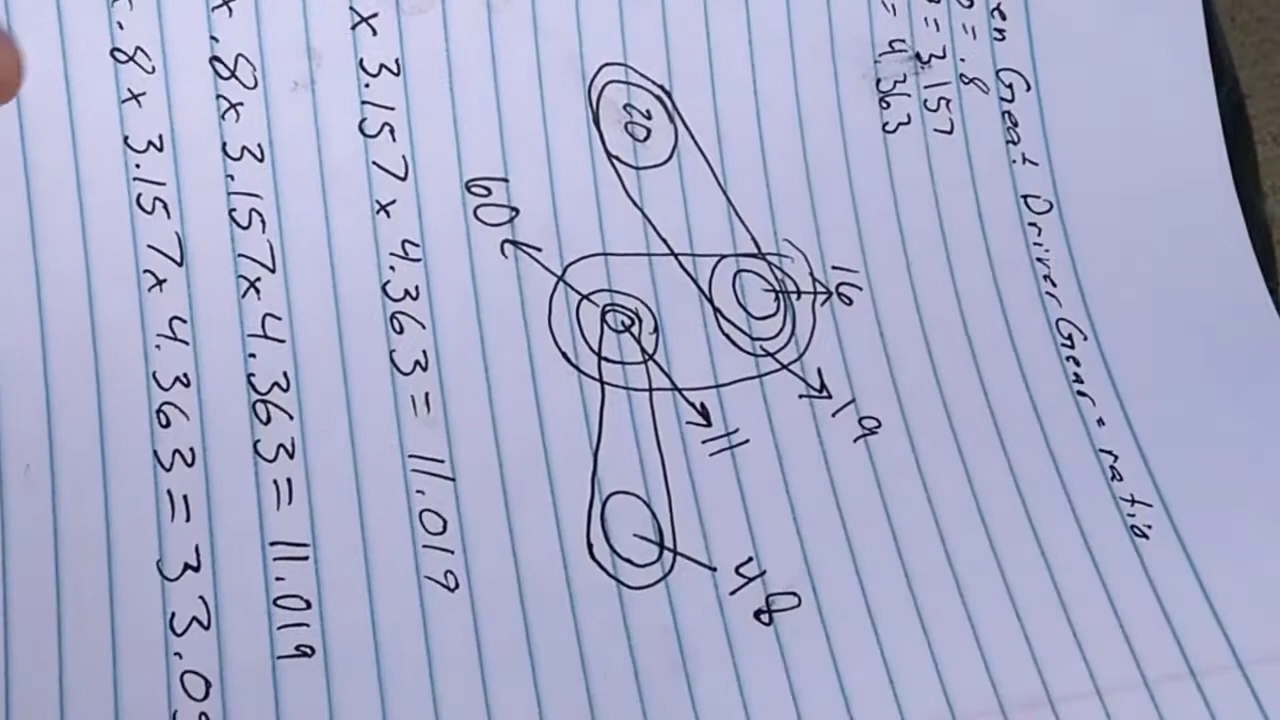 en Gear ÷ Driver Gear = ratio
= .8
= 3.157
= 4.363
20
16
19
60
11
48
x 3.157 x 4.363 = 11.019
x .8 x 3.157 x 4.363 = 11.019
.8 x 3.157 x 4.363 = 33.0